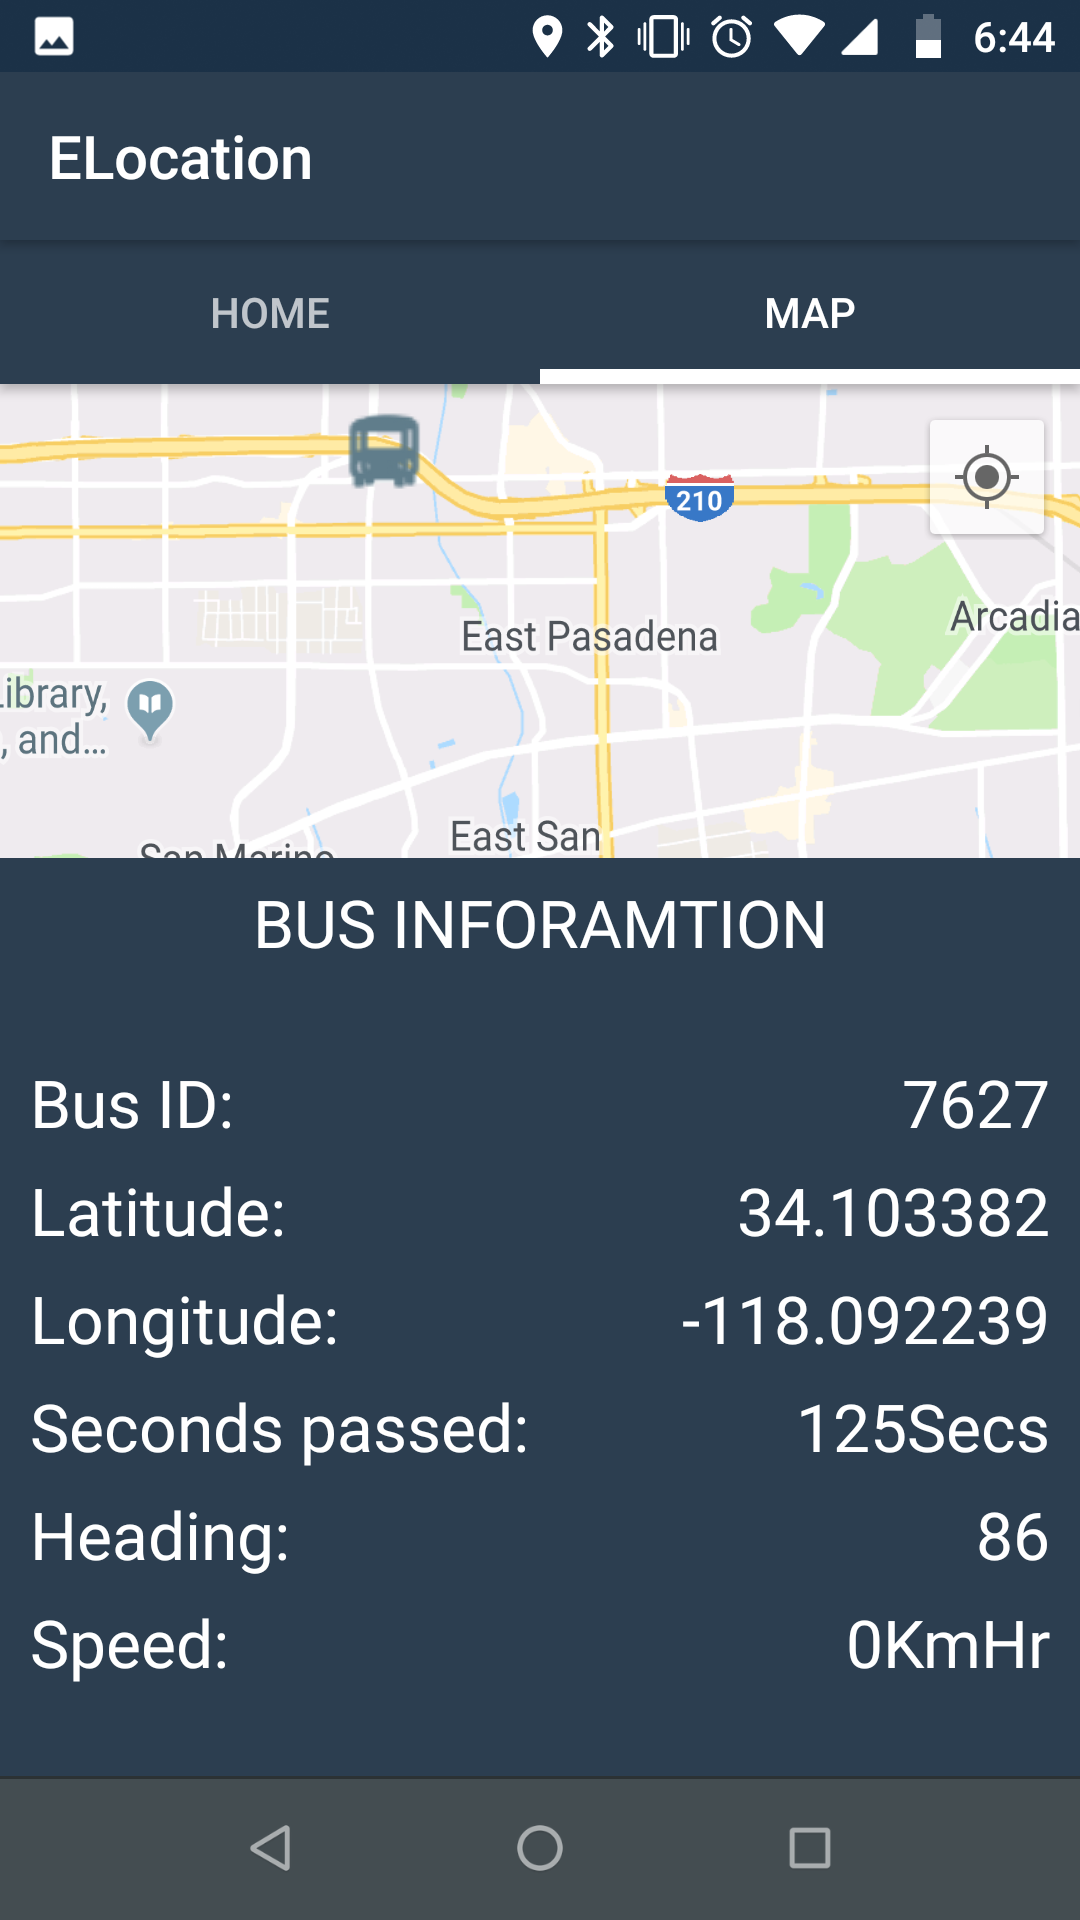 6:44
ELocation
HOME
MAP
210
East Pasadena
Arcadia
Library,
, and...
East San
San Marino
BUS INFORAMTION
Bus ID: 7627
Latitude: 34.103382
Longitude: -118.092239
Seconds passed: 125Secs
Heading: 86
Speed: 0KmHr